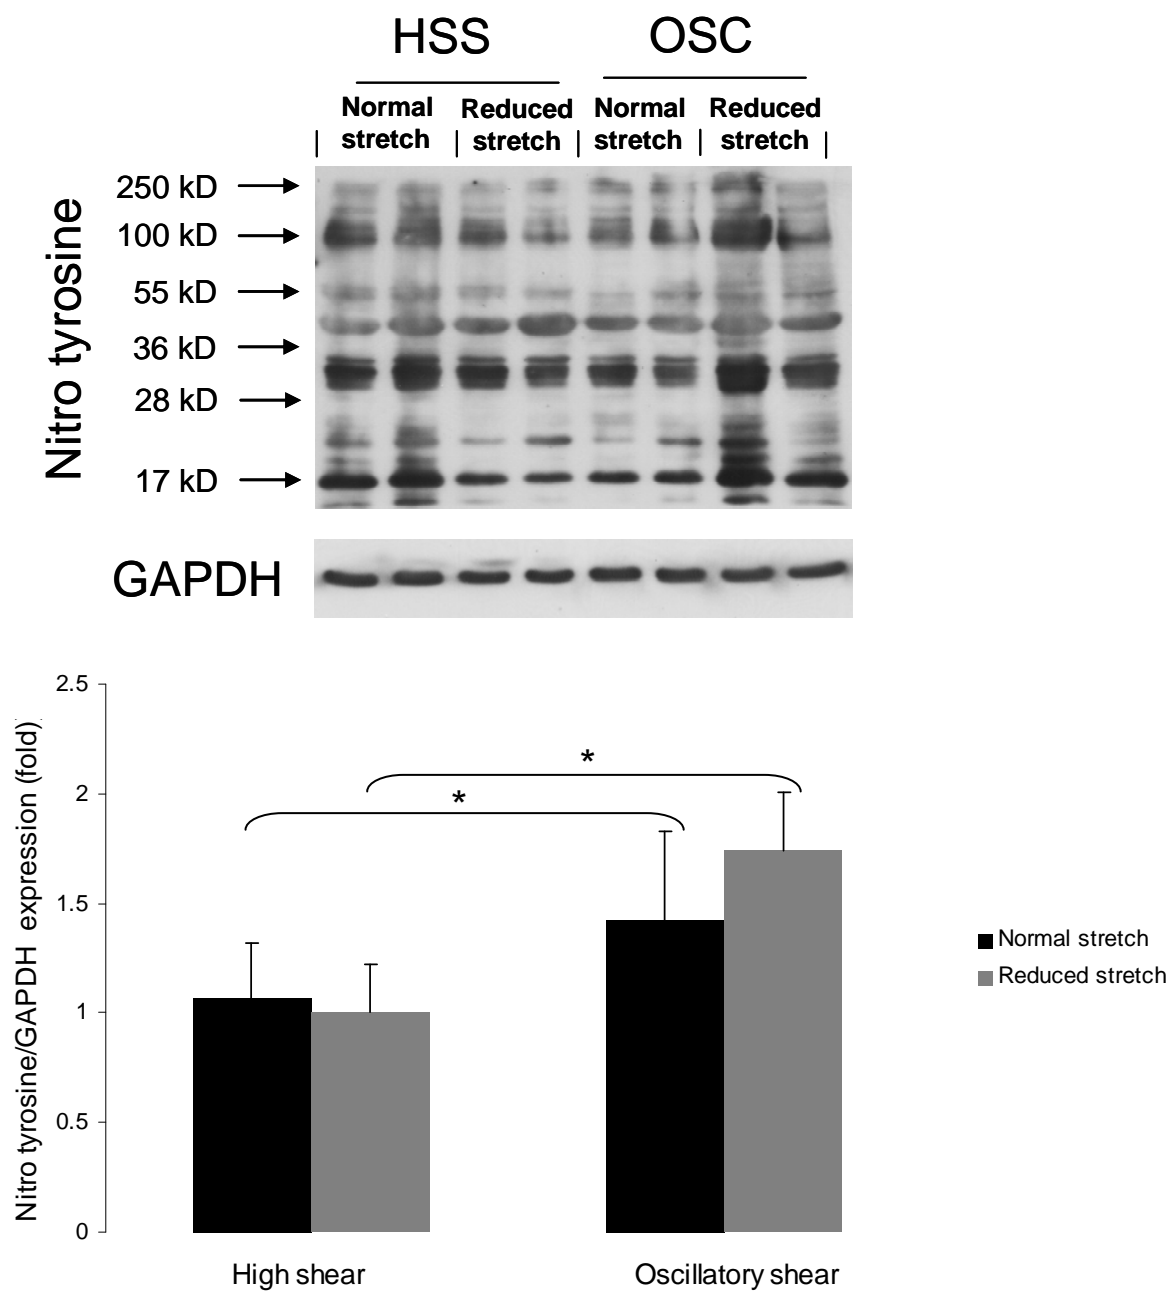 HSS OSC
Normal stretch Reduced stretch Normal stretch Reduced stretch
Nitro tyrosine
250 kD
100 kD
55 kD
36 kD
28 kD
17 kD
GAPDH
Nitro tyrosine/GAPDH expression (fold)
2.5
2
1.5
1
0.5
0
*
*
Normal stretch
Reduced stretch
High shear Oscillatory shear